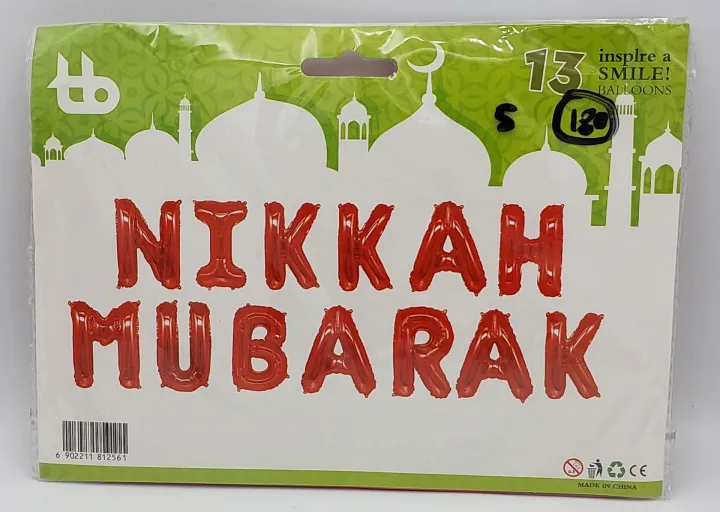 tb
13 inspire a
SMILE!
BALLOONS
S 180
NIKKAH
MUBARAK
6 902211 812561
CE
MADE IN CHINA